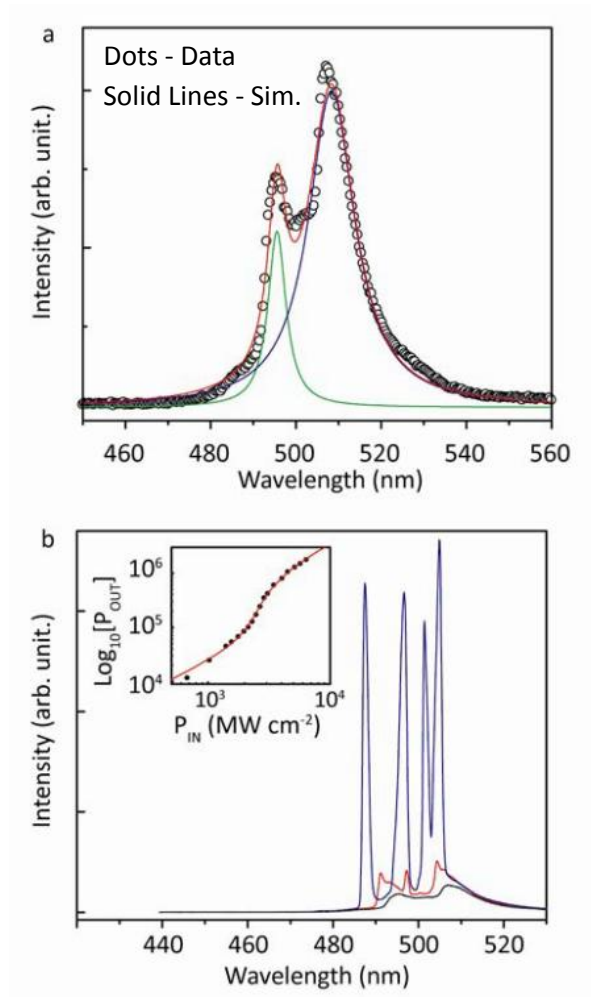 a
Dots - Data
Solid Lines - Sim.
Intensity (arb. unit.)
460 480 500 520 540 560
Wavelength (nm)
b
Log10[POUT]
10^6
10^5
10^4
10^3 10^4
PIN (MW cm^-2)
Intensity (arb. unit.)
440 460 480 500 520
Wavelength (nm)